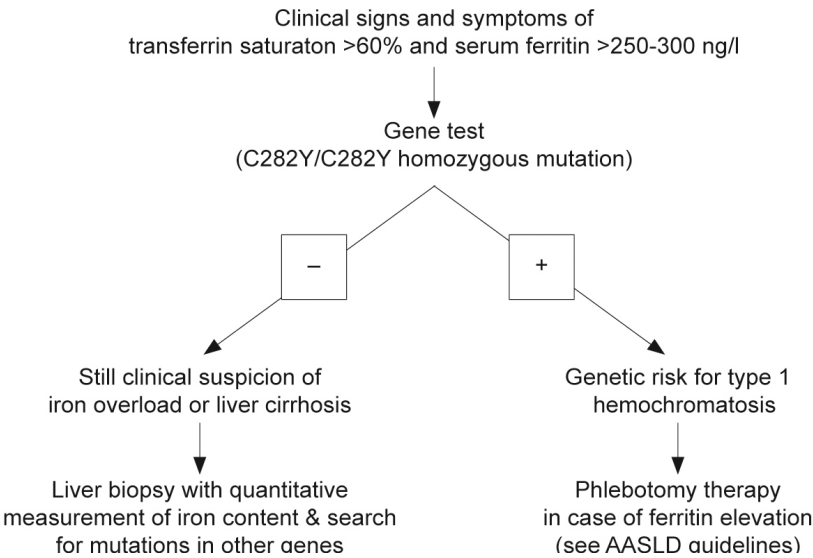 Clinical signs and symptoms of
transferrin saturaton >60% and serum ferritin >250-300 ng/l
Gene test
(C282Y/C282Y homozygous mutation)
–
+
Still clinical suspicion of
iron overload or liver cirrhosis
Genetic risk for type 1
hemochromatosis
Liver biopsy with quantitative
measurement of iron content & search
for mutations in other genes
Phlebotomy therapy
in case of ferritin elevation
(see AASLD guidelines)